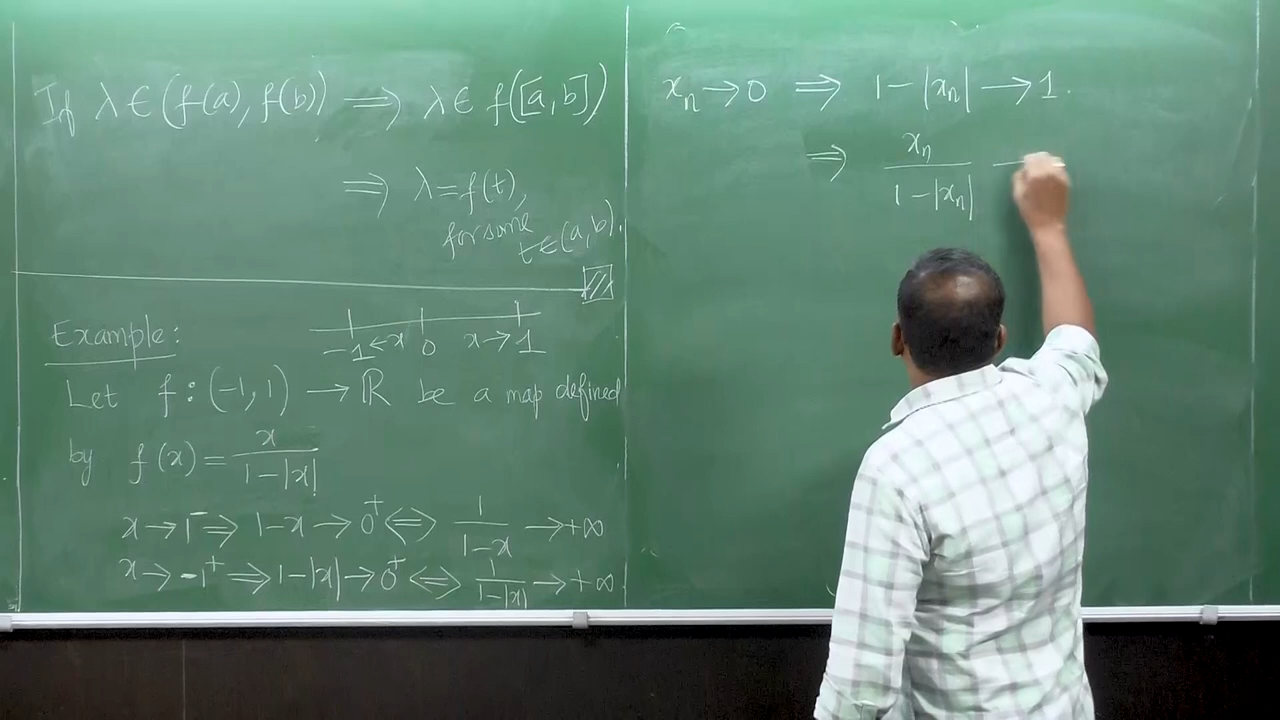 If λ ∈ (f(a), f(b)) ⟹ λ ∈ f([a, b])
⟹ λ = f(t),
for some
t ∈ (a, b).
Example:
-1 ← x 0 x → 1
Let f : (-1, 1) → ℝ be a map defined
by f(x) = x / (1 - |x|)
x → 1⁻ ⟹ 1 - x → 0⁺ ⟺ 1 / (1 - x) → +∞
x → -1⁺ ⟹ 1 - |x| → 0⁺ ⟺ 1 / (1 - |x|) → +∞
xₙ → 0 ⟹ 1 - |xₙ| → 1.
⟹ xₙ / (1 - |xₙ|) —